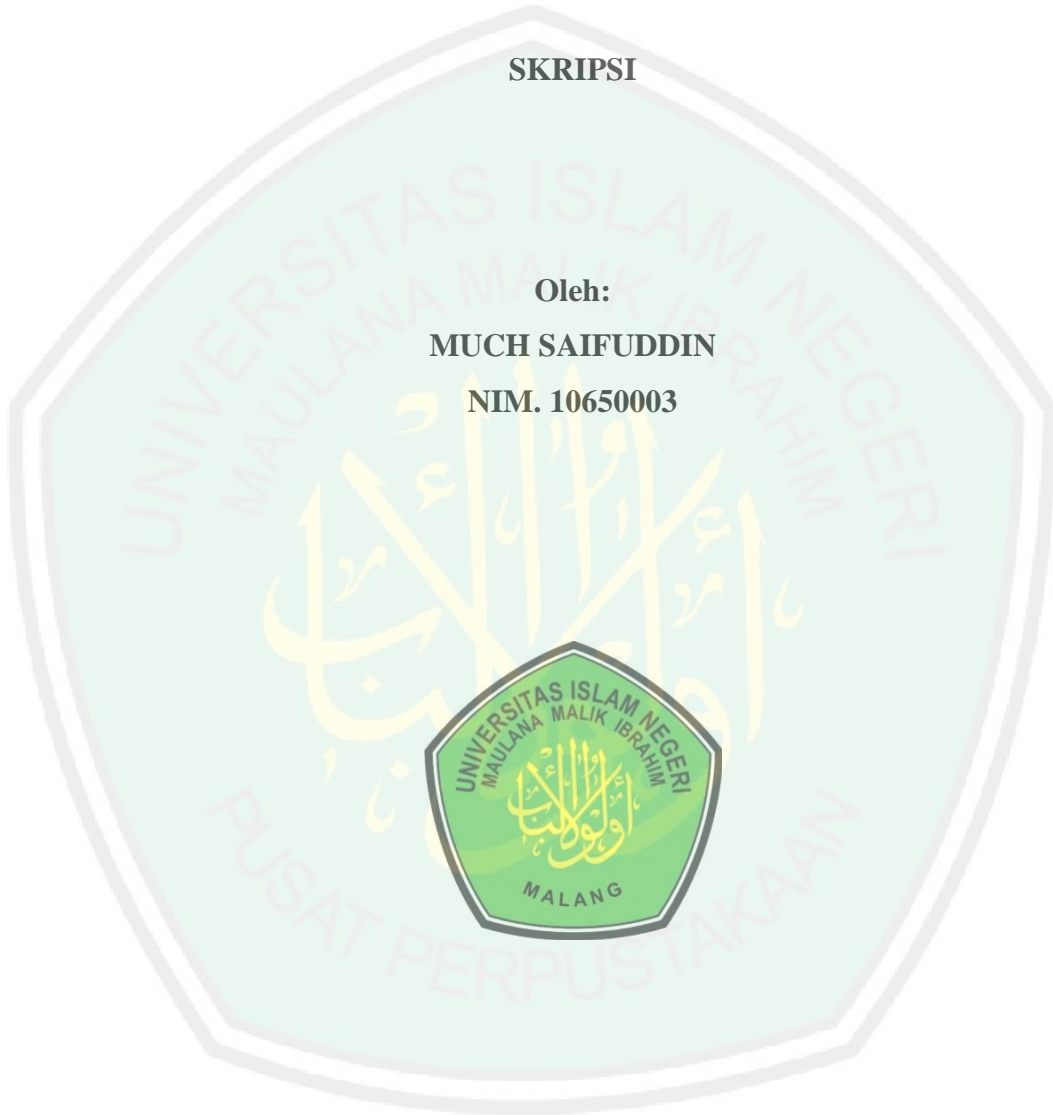 SKRIPSI
Oleh:
MUCH SAIFUDDIN
NIM. 10650003
UNIVERSITAS ISLAM NEGERI
MAULANA MALIK IBRAHIM
PUSAT PERPUSTAKAAN
UNIVERSITAS ISLAM NEGERI
MAULANA MALIK IBRAHIM
MALANG